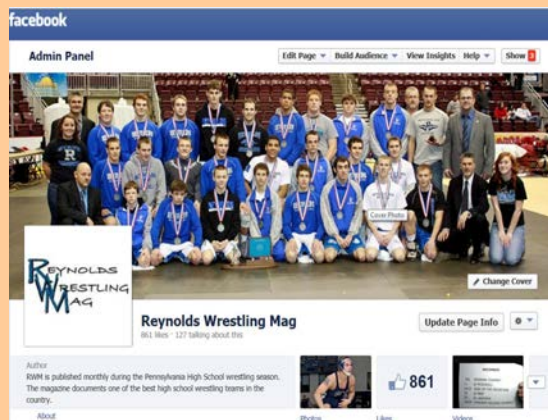 facebook
Admin Panel
Edit Page Build Audience View Insights Help Show 3
REYNOLDS
Cover Photo
Change Cover
REYNOLDS
WRESTLING
MAG
Reynolds Wrestling Mag
861 likes · 127 talking about this
Update Page Info
Author
RWM is published monthly during the Pennsylvania High School wrestling season.
The magazine documents one of the best high school wrestling teams in the
country.
861
About
Photos Likes Videos